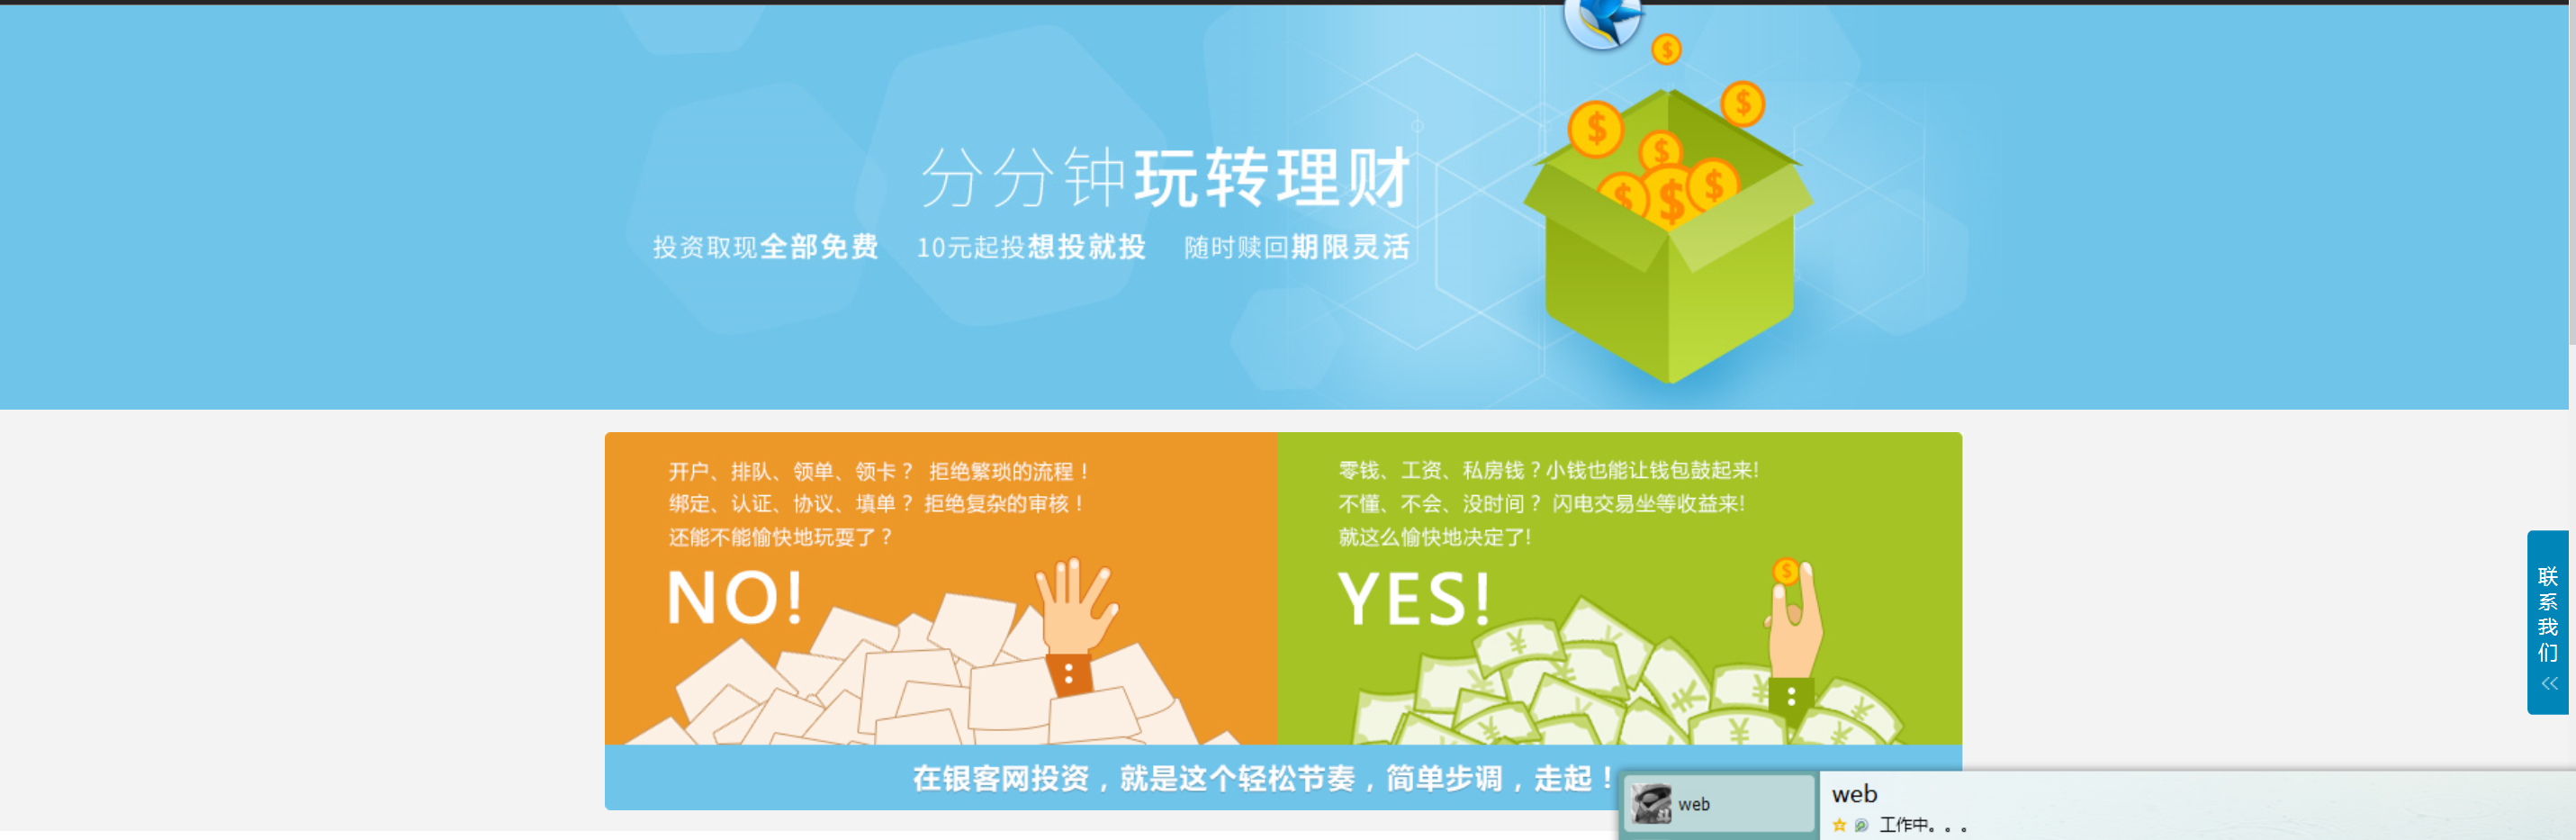 分分钟玩转理财
投资取现全部免费 10元起投想投就投 随时赎回期限灵活
开户、排队、领单、领卡？ 拒绝繁琐的流程！
绑定、认证、协议、填单？ 拒绝复杂的审核！
还能不能愉快地玩耍了？
NO!
零钱、工资、私房钱？小钱也能让钱包鼓起来!
不懂、不会、没时间？ 闪电交易坐等收益来!
就这么愉快地决定了!
YES!
在银客网投资，就是这个轻松节奏，简单步调，走起！
联系我们
web
web
工作中。。。